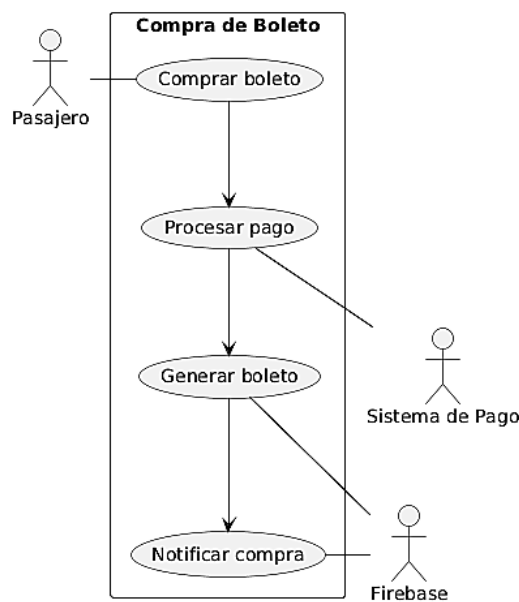 Compra de Boleto
Comprar boleto
Pasajero
Procesar pago
Generar boleto
Sistema de Pago
Notificar compra
Firebase